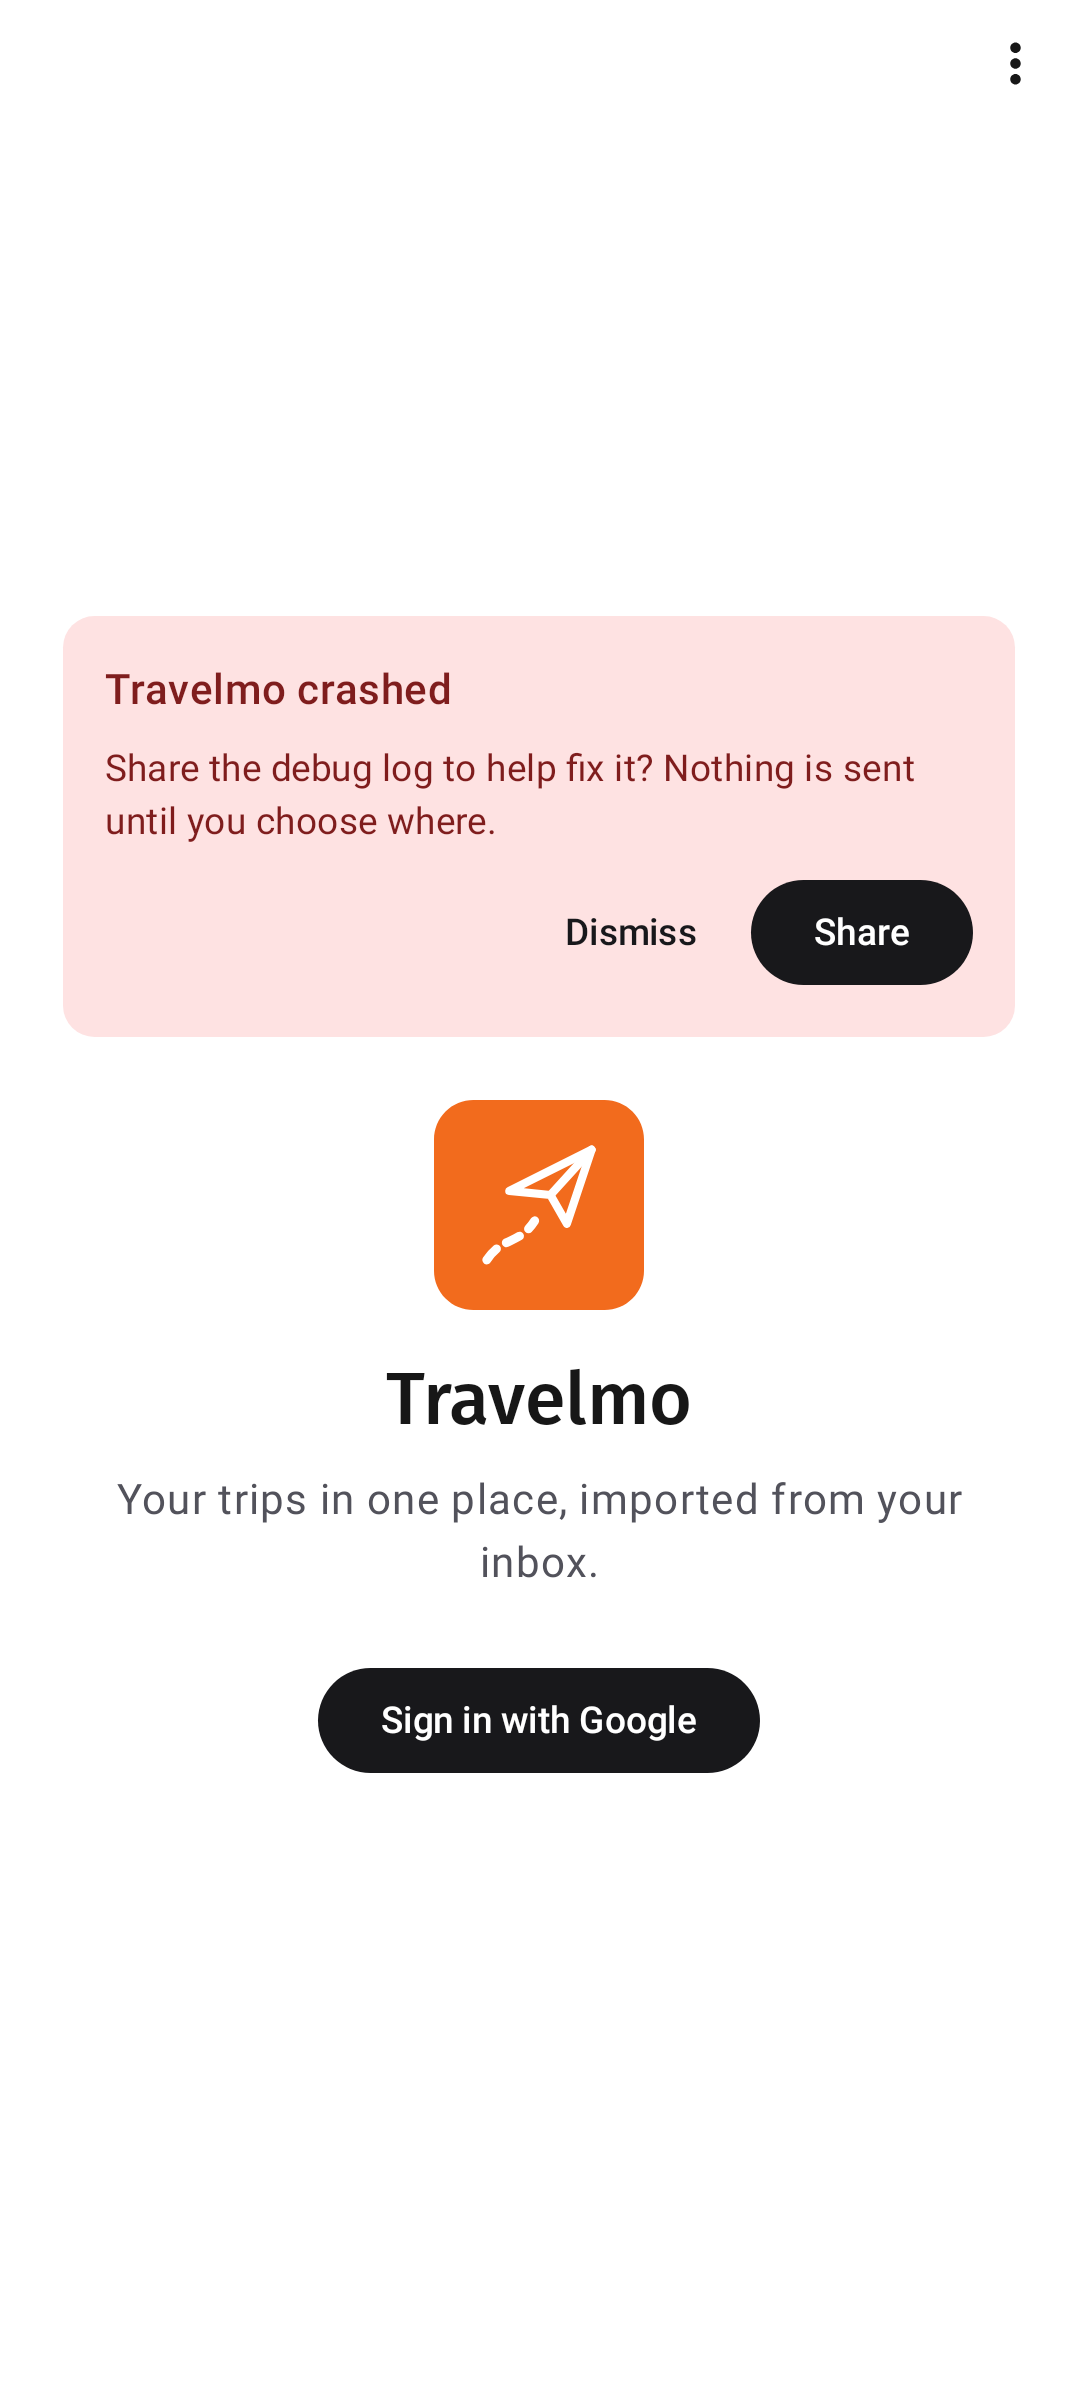 Travelmo crashed
Share the debug log to help fix it? Nothing is sent
until you choose where.
Dismiss
Share
Travelmo
Your trips in one place, imported from your
inbox.
Sign in with Google